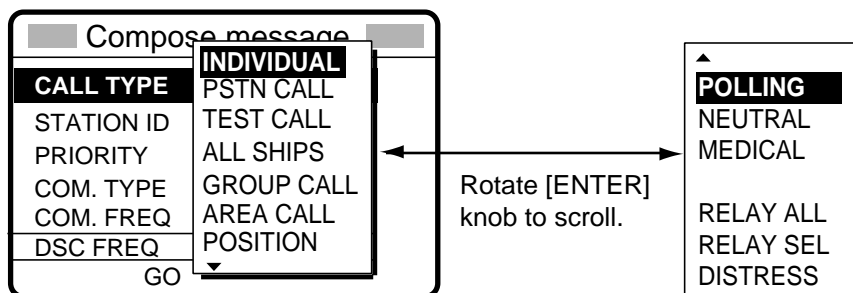 Compose message
CALL TYPE
STATION ID
PRIORITY
COM. TYPE
COM. FREQ
DSC FREQ
GO
INDIVIDUAL
PSTN CALL
TEST CALL
ALL SHIPS
GROUP CALL
AREA CALL
POSITION
Rotate [ENTER]
knob to scroll.
POLLING
NEUTRAL
MEDICAL
RELAY ALL
RELAY SEL
DISTRESS